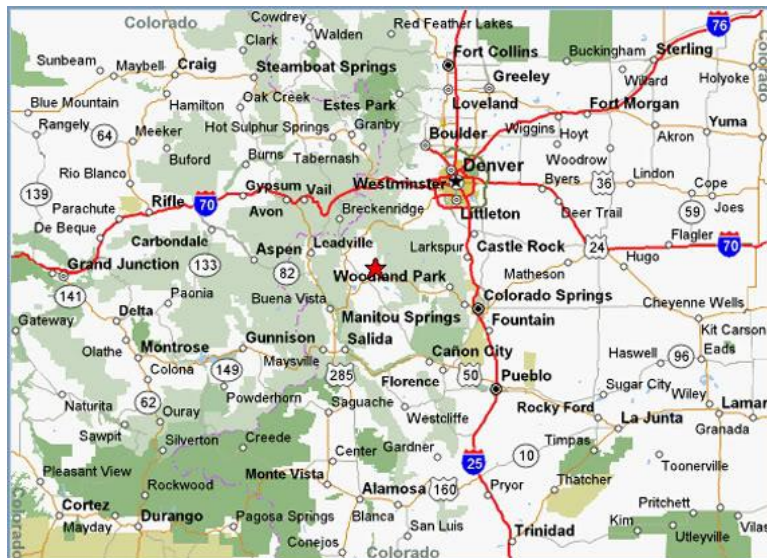 Colorado
Cowdrey
Walden
Red Feather Lakes
76
Clark
Fort Collins
Buckingham
Sterling
Sunbeam
Maybell
Craig
Steamboat Springs
Greeley
Willard
Holyoke
Colorado
Blue Mountain
Hamilton
Oak Creek
Estes Park
Loveland
Fort Morgan
Rangely
64
Meeker
Hot Sulphur Springs
Granby
Boulder
Wiggins
Hoyt
Akron
Yuma
Buford
Burns
Tabernash
Denver
Woodrow
Rio Blanco
139
Gypsum
Vail
Westminster
Byers
36
Lindon
Cope
Parachute
Rifle
70
Avon
Breckenridge
Littleton
Deer Trail
59
Joes
De Beque
Carbondale
Aspen
Leadville
Larkspur
Castle Rock
24
Flagler
70
Grand Junction
133
82
Woodland Park
Matheson
Hugo
141
Paonia
Buena Vista
Colorado Springs
Cheyenne Wells
Delta
Manitou Springs
Gateway
Gunnison
Salida
Fountain
Kit Carson
Olathe
Montrose
Maysville
Cañon City
Haswell
96
Eads
Colona
149
285
Florence
50
Pueblo
Sugar City
Naturita
62
Powderhorn
Saguache
Westcliffe
Rocky Ford
Wiley
Lamar
Ouray
Sawpit
La Junta
Granada
Silverton
Creede
Center
Gardner
25
10
Timpas
Toonerville
Pleasant View
Rockwood
Monte Vista
Alamosa
160
Pryor
Thatcher
Colorado
Cortez
Pritchett
Mayday
Durango
Pagosa Springs
Blanca
San Luis
Trinidad
Kim
Vilas
Utleyville
Conejos
Colorado